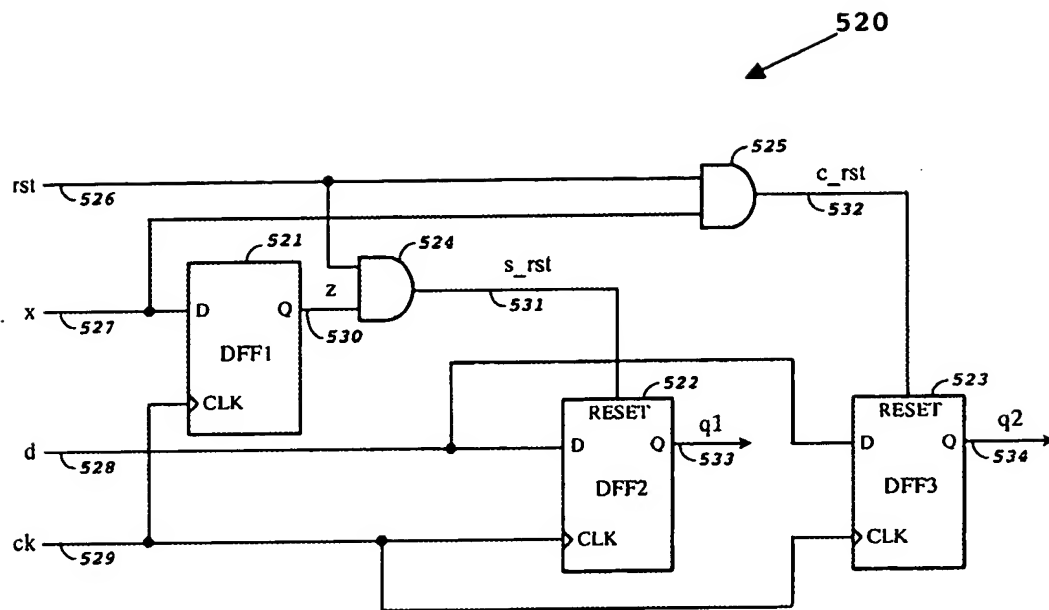 520
525
rst
526
c_rst
532
521
524
s_rst
z
x
527
D
Q
530
531
DFF1
CLK
522
523
RESET
RESET
q1
q2
d
528
D
Q
533
D
Q
534
DFF2
DFF3
ck
529
CLK
CLK